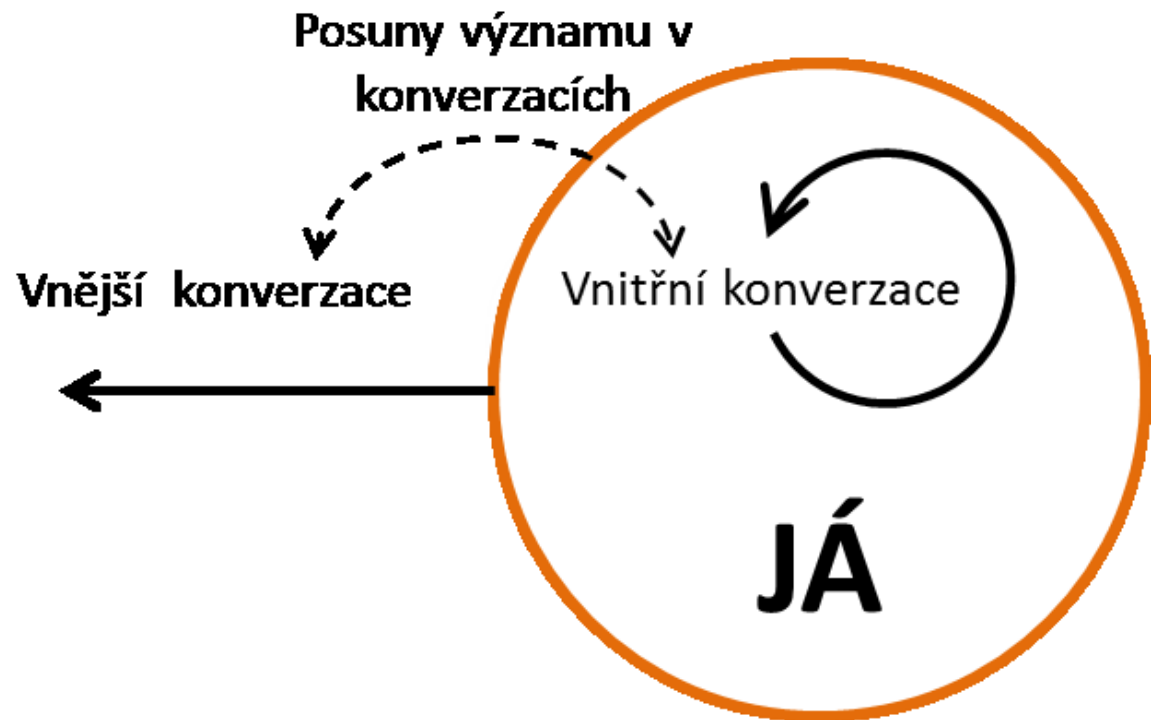 Posuny významu v
konverzacích
Vnější konverzace
Vnitřní konverzace
JÁ